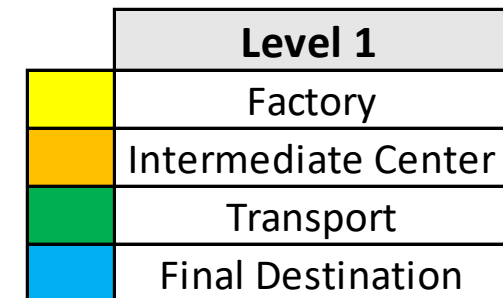 Level 1
Factory
Intermediate Center
Transport
Final Destination